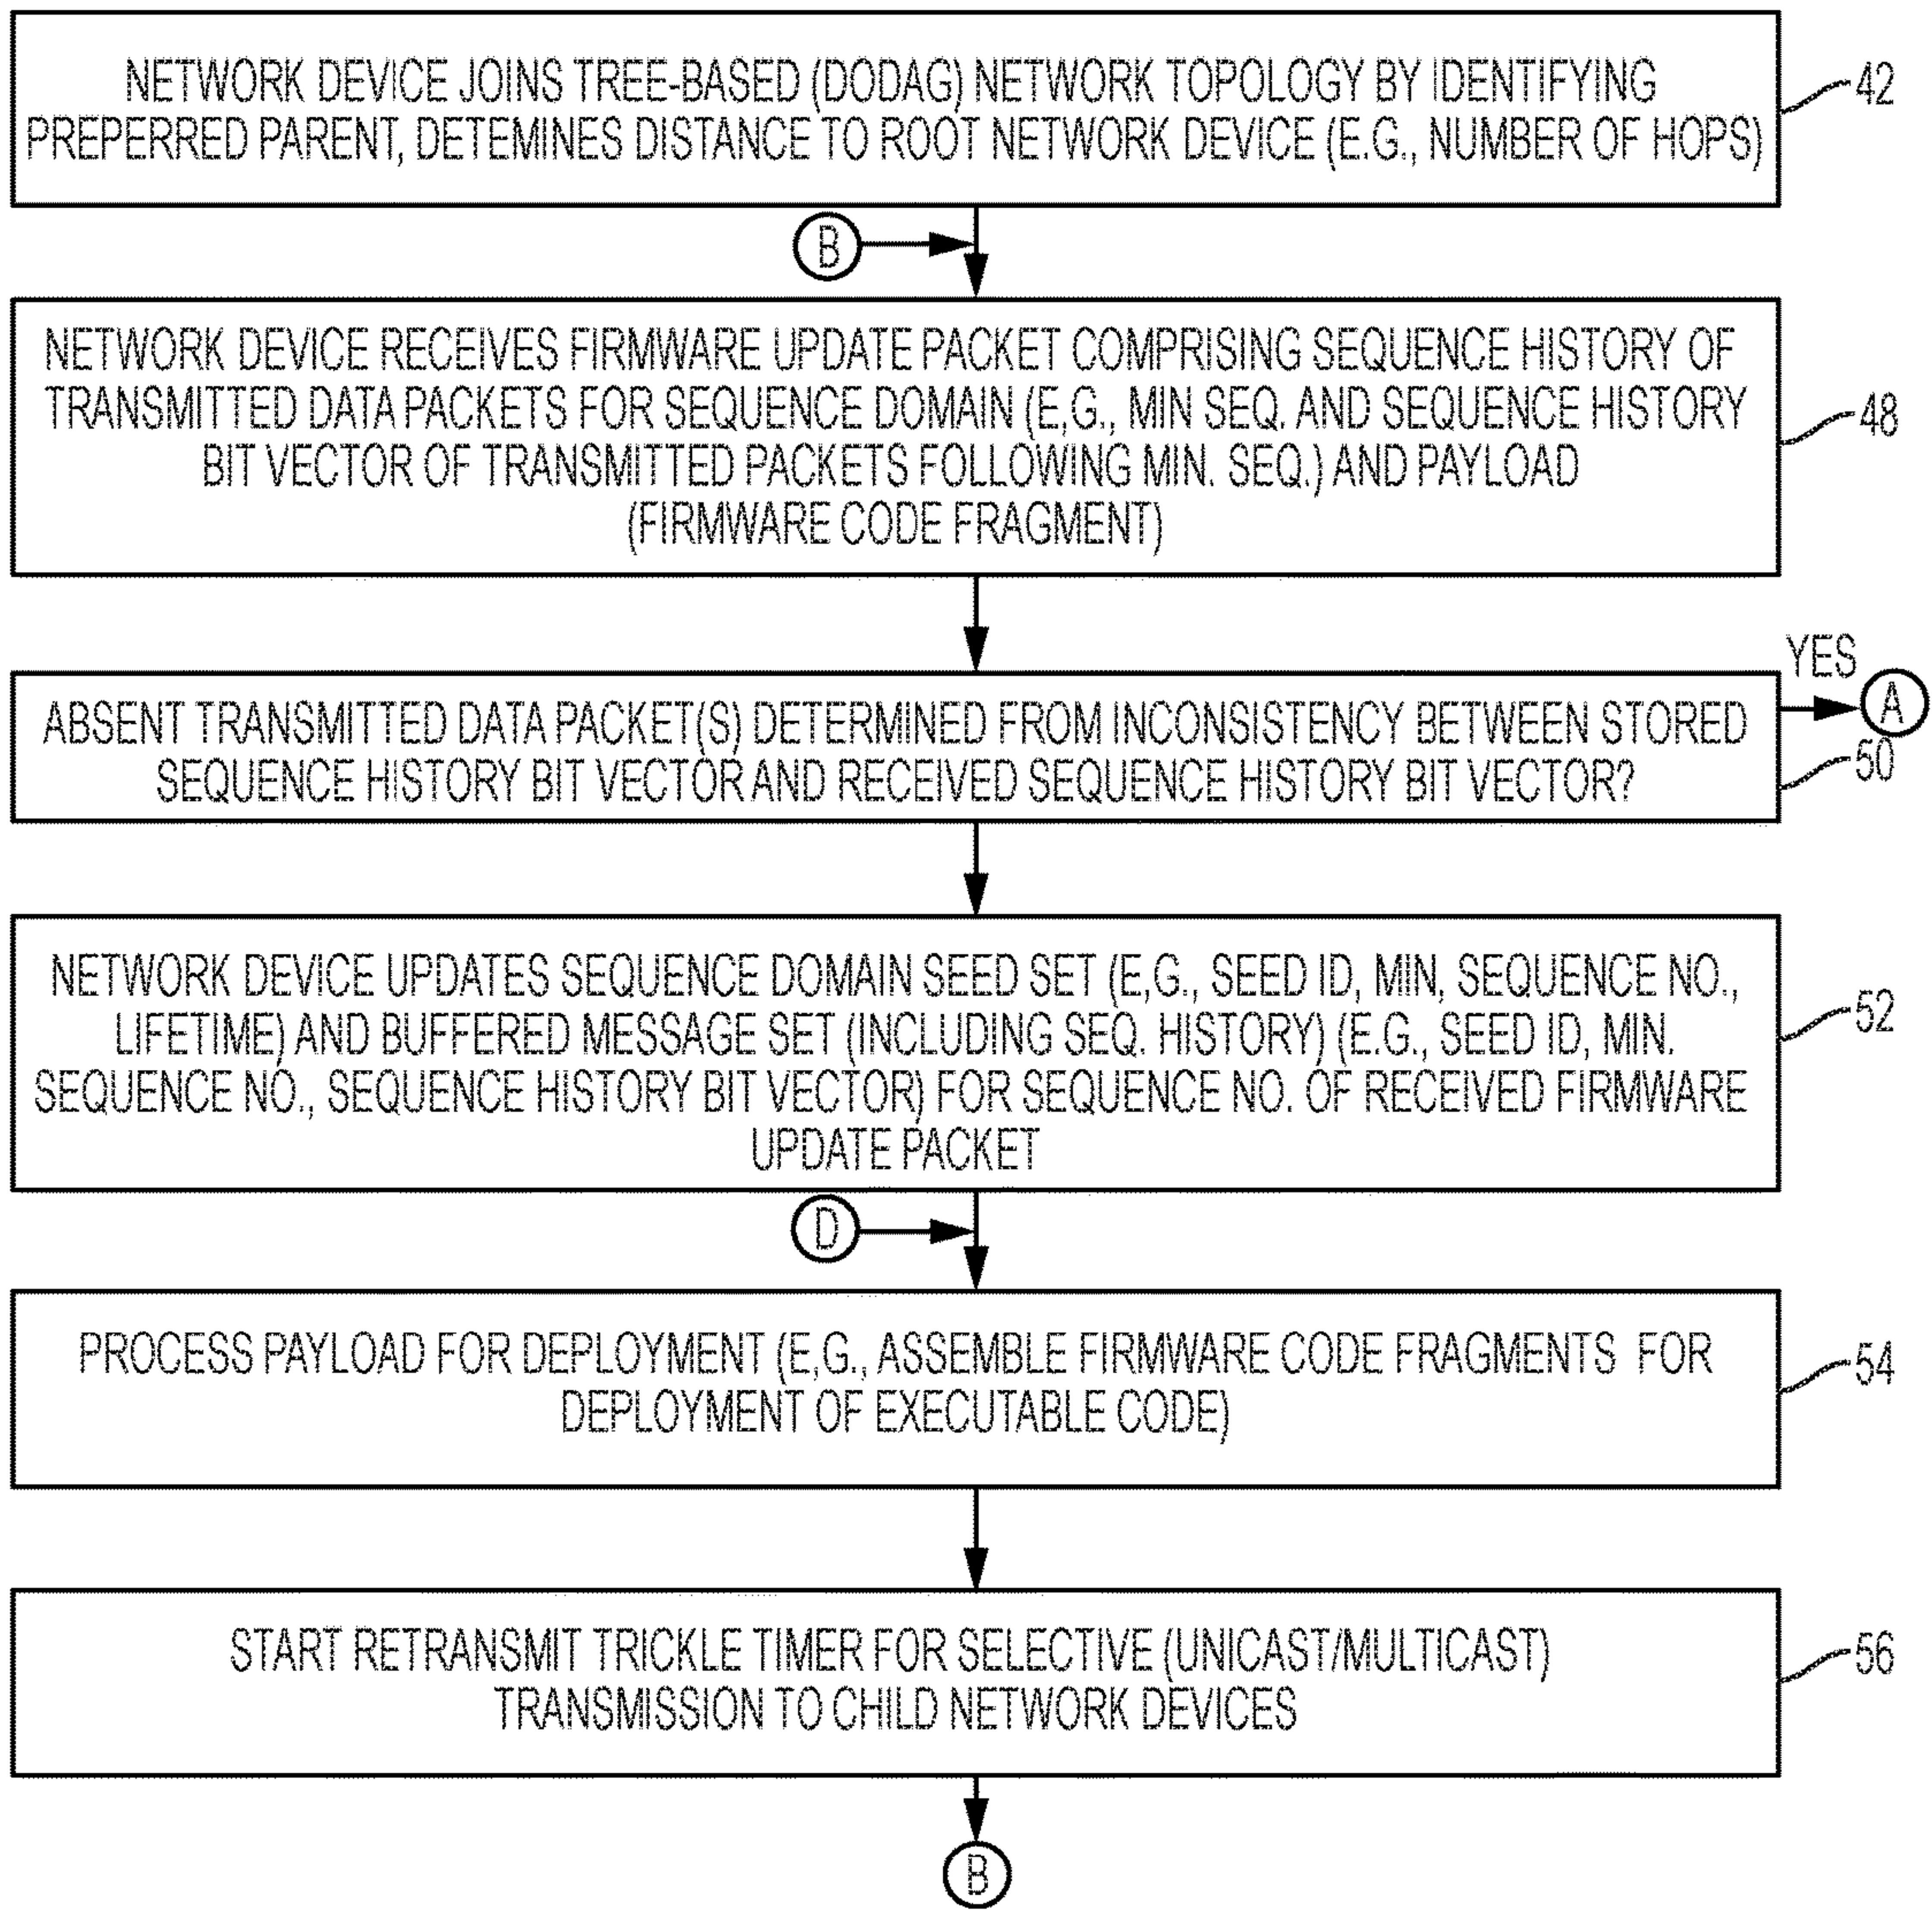 NETWORK DEVICE JOINS TREE-BASED (DODAG) NETWORK TOPOLOGY BY IDENTIFYING
PREPERRED PARENT, DETEMINES DISTANCE TO ROOT NETWORK DEVICE (E.G., NUMBER OF HOPS)
42
B
NETWORK DEVICE RECEIVES FIRMWARE UPDATE PACKET COMPRISING SEQUENCE HISTORY OF
TRANSMITTED DATA PACKETS FOR SEQUENCE DOMAIN (E,G., MIN SEQ. AND SEQUENCE HISTORY
BIT VECTOR OF TRANSMITTED PACKETS FOLLOWING MIN. SEQ.) AND PAYLOAD
(FIRMWARE CODE FRAGMENT)
48
YES
A
ABSENT TRANSMITTED DATA PACKET(S) DETERMINED FROM INCONSISTENCY BETWEEN STORED
SEQUENCE HISTORY BIT VECTOR AND RECEIVED SEQUENCE HISTORY BIT VECTOR?
50
NETWORK DEVICE UPDATES SEQUENCE DOMAIN SEED SET (E,G., SEED ID, MIN, SEQUENCE NO.,
LIFETIME) AND BUFFERED MESSAGE SET (INCLUDING SEQ. HISTORY) (E.G., SEED ID, MIN.
SEQUENCE NO., SEQUENCE HISTORY BIT VECTOR) FOR SEQUENCE NO. OF RECEIVED FIRMWARE
UPDATE PACKET
52
D
PROCESS PAYLOAD FOR DEPLOYMENT (E,G., ASSEMBLE FIRMWARE CODE FRAGMENTS FOR
DEPLOYMENT OF EXECUTABLE CODE)
54
START RETRANSMIT TRICKLE TIMER FOR SELECTIVE (UNICAST/MULTICAST)
TRANSMISSION TO CHILD NETWORK DEVICES
56
B